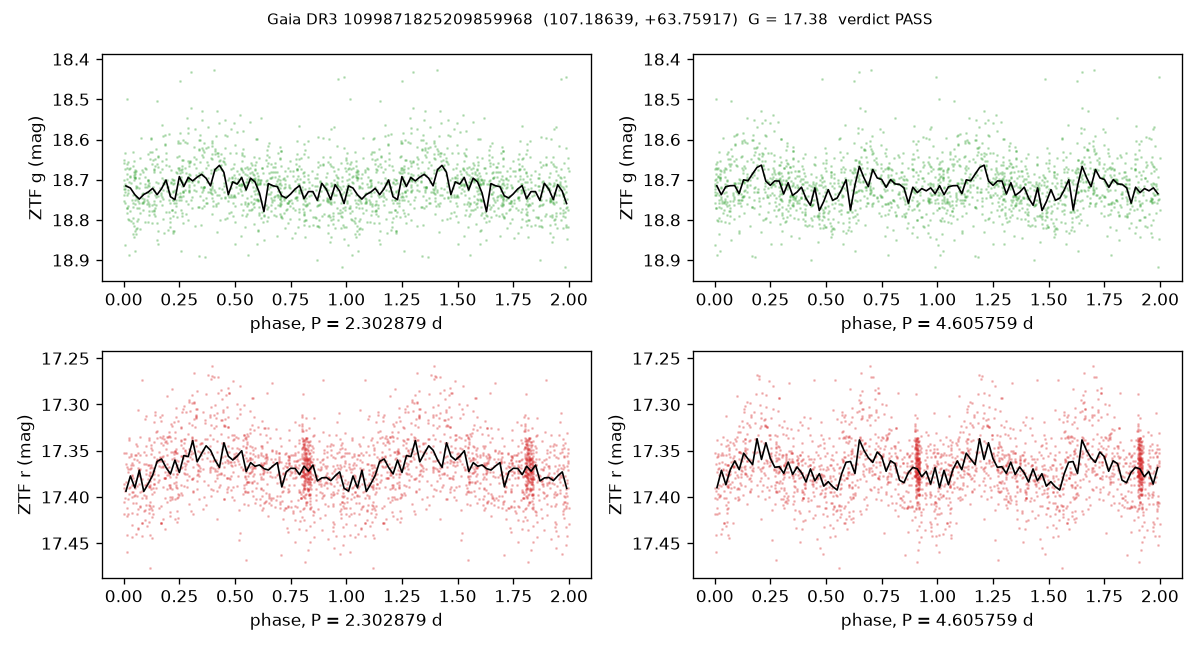 Gaia DR3 1099871825209859968 (107.18639, +63.75917) G = 17.38 verdict PASS
18.4
18.5
18.6
18.7
18.8
18.9
ZTF g (mag)
0.00 0.25 0.50 0.75 1.00 1.25 1.50 1.75 2.00
phase, P = 2.302879 d
18.4
18.5
18.6
18.7
18.8
18.9
ZTF g (mag)
0.00 0.25 0.50 0.75 1.00 1.25 1.50 1.75 2.00
phase, P = 4.605759 d
17.25
17.30
17.35
17.40
17.45
ZTF r (mag)
0.00 0.25 0.50 0.75 1.00 1.25 1.50 1.75 2.00
phase, P = 2.302879 d
17.25
17.30
17.35
17.40
17.45
ZTF r (mag)
0.00 0.25 0.50 0.75 1.00 1.25 1.50 1.75 2.00
phase, P = 4.605759 d